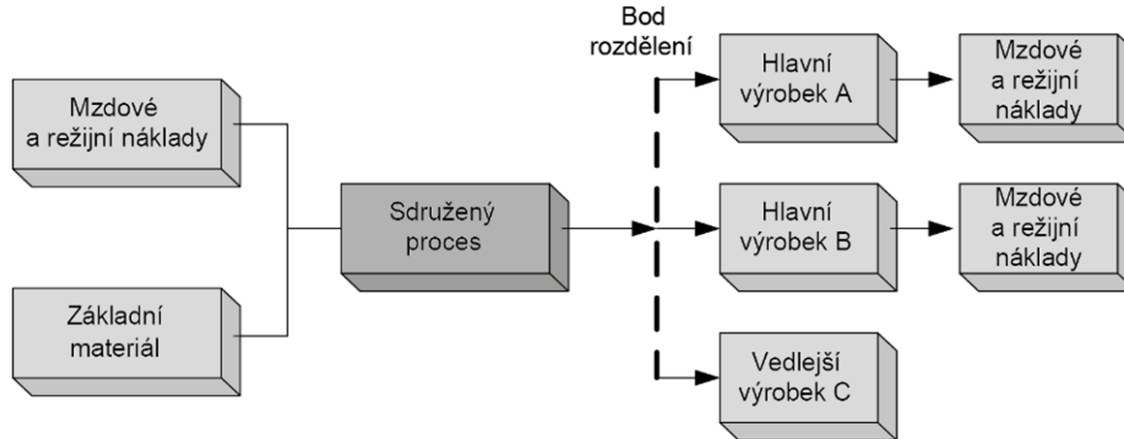 Mzdové
a režijní náklady
Základní
materiál
Sdružený
proces
Bod
rozdělení
Hlavní
výrobek A
Mzdové
a režijní
náklady
Hlavní
výrobek B
Mzdové
a režijní
náklady
Vedlejší
výrobek C